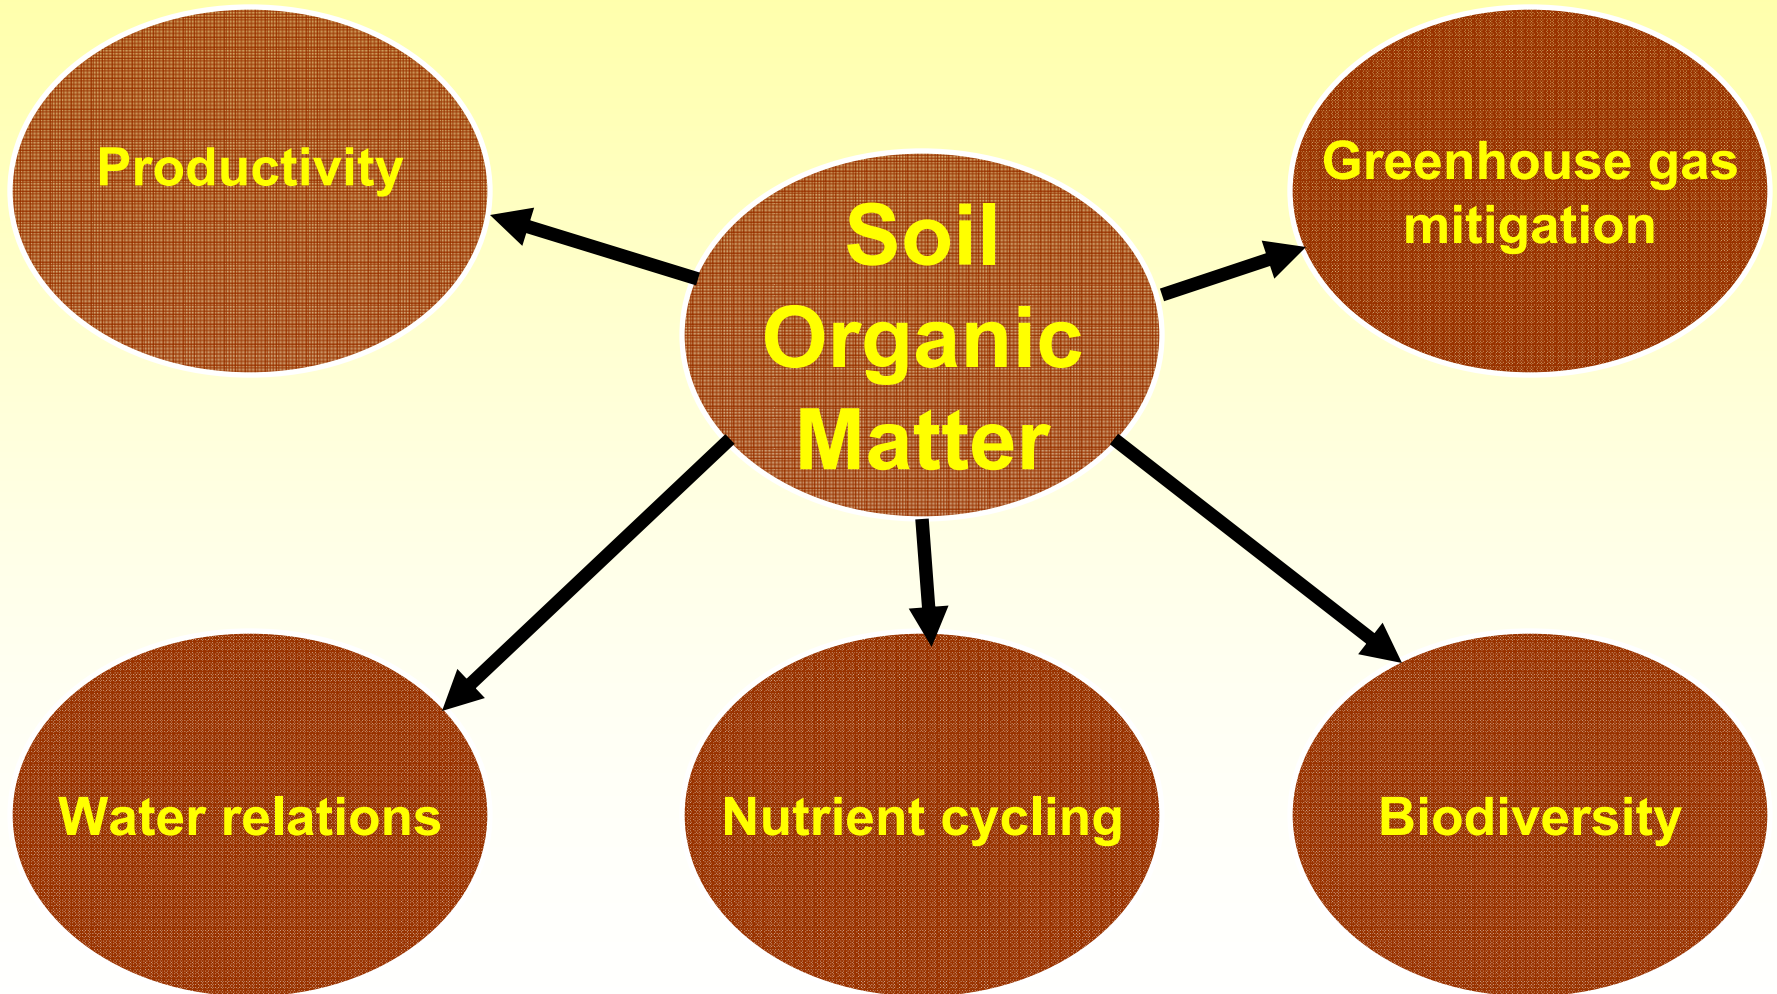 Productivity
Greenhouse gas
mitigation
Soil
Organic
Matter
Water relations
Nutrient cycling
Biodiversity